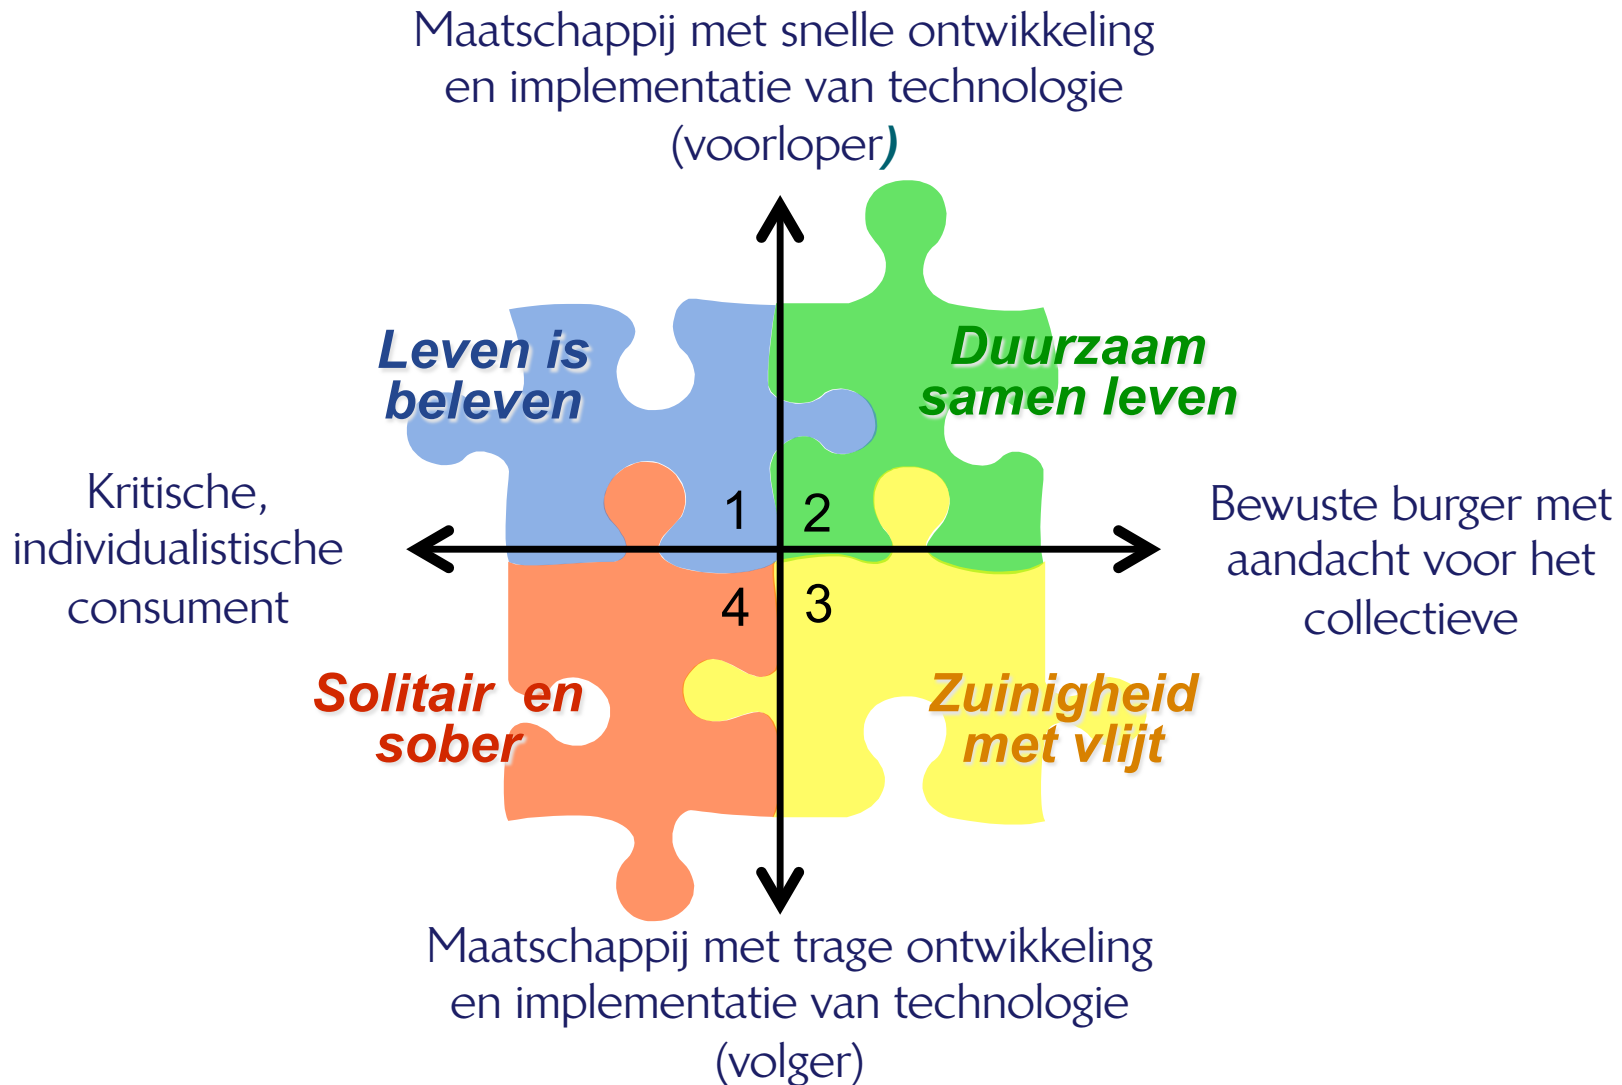 Maatschappij met snelle ontwikkeling
en implementatie van technologie
(voorloper)
Leven is
beleven
Duurzaam
samen leven
Kritische,
individualistische
consument
1
2
Bewuste burger met
aandacht voor het
collectieve
4
3
Solitair en
sober
Zuinigheid
met vlijt
Maatschappij met trage ontwikkeling
en implementatie van technologie
(volger)